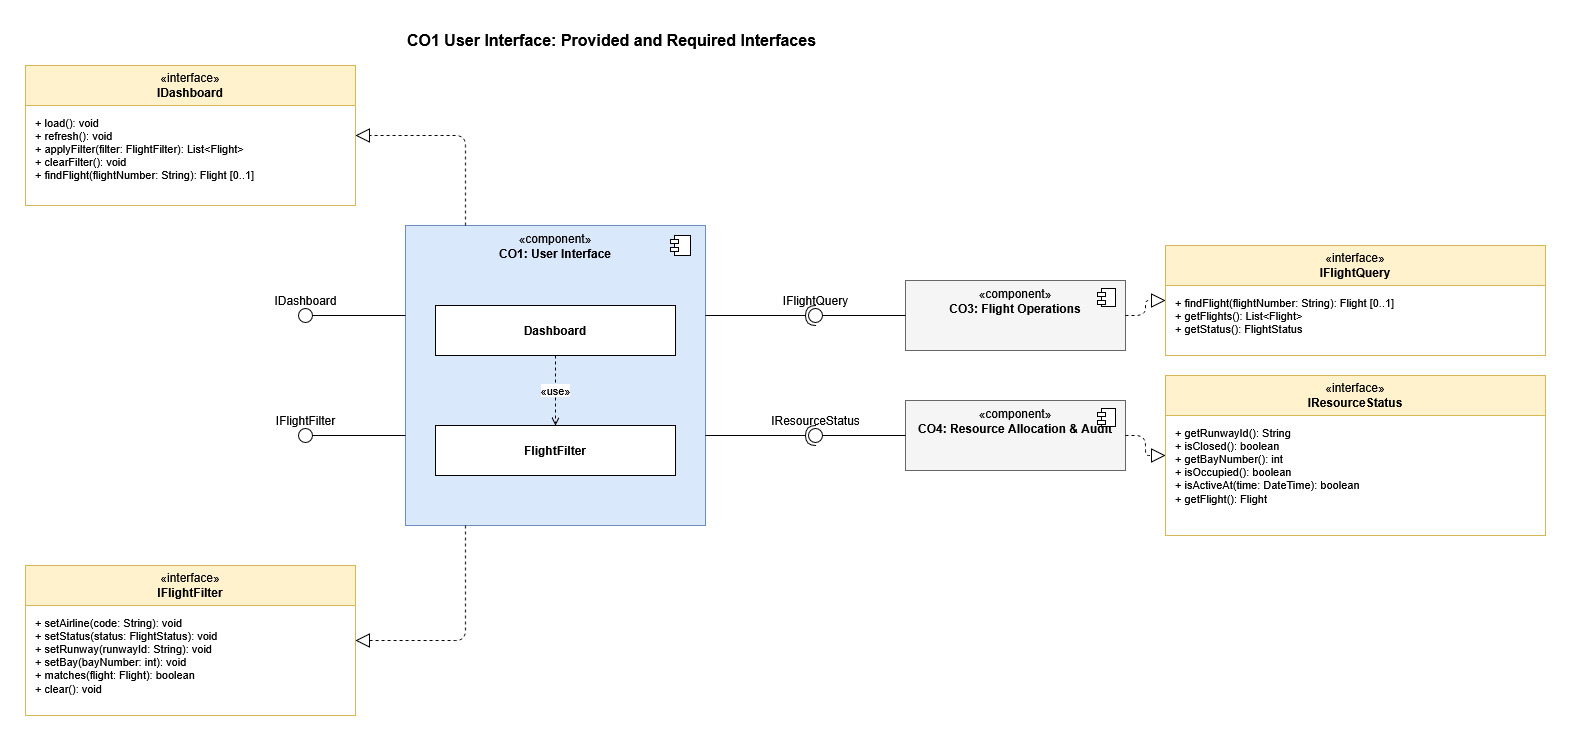 CO1 User Interface: Provided and Required Interfaces
«interface»
IDashboard
+ load(): void
+ refresh(): void
+ applyFilter(filter: FlightFilter): List<Flight>
+ clearFilter(): void
+ findFlight(flightNumber: String): Flight [0..1]
«component»
CO1: User Interface
IDashboard
Dashboard
«use»
IFlightFilter
FlightFilter
IFlightQuery
«component»
CO3: Flight Operations
IResourceStatus
«component»
CO4: Resource Allocation & Audit
«interface»
IFlightQuery
+ findFlight(flightNumber: String): Flight [0..1]
+ getFlights(): List<Flight>
+ getStatus(): FlightStatus
«interface»
IResourceStatus
+ getRunwayId(): String
+ isClosed(): boolean
+ getBayNumber(): int
+ isOccupied(): boolean
+ isActiveAt(time: DateTime): boolean
+ getFlight(): Flight
«interface»
IFlightFilter
+ setAirline(code: String): void
+ setStatus(status: FlightStatus): void
+ setRunway(runwayId: String): void
+ setBay(bayNumber: int): void
+ matches(flight: Flight): boolean
+ clear(): void